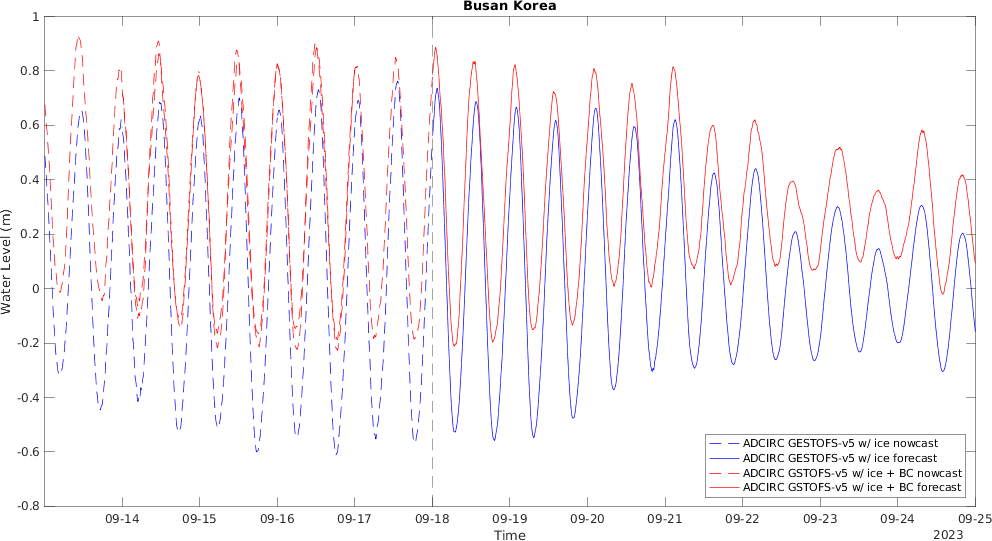 Busan Korea
Water Level (m)
1
0.8
0.6
0.4
0.2
0
-0.2
-0.4
-0.6
-0.8
ADCIRC GESTOFS-v5 w/ ice nowcast
ADCIRC GESTOFS-v5 w/ ice forecast
ADCIRC GSTOFS-v5 w/ ice + BC nowcast
ADCIRC GSTOFS-v5 w/ ice + BC forecast
09-14 09-15 09-16 09-17 09-18 09-19 09-20 09-21 09-22 09-23 09-24 09-25
Time
2023